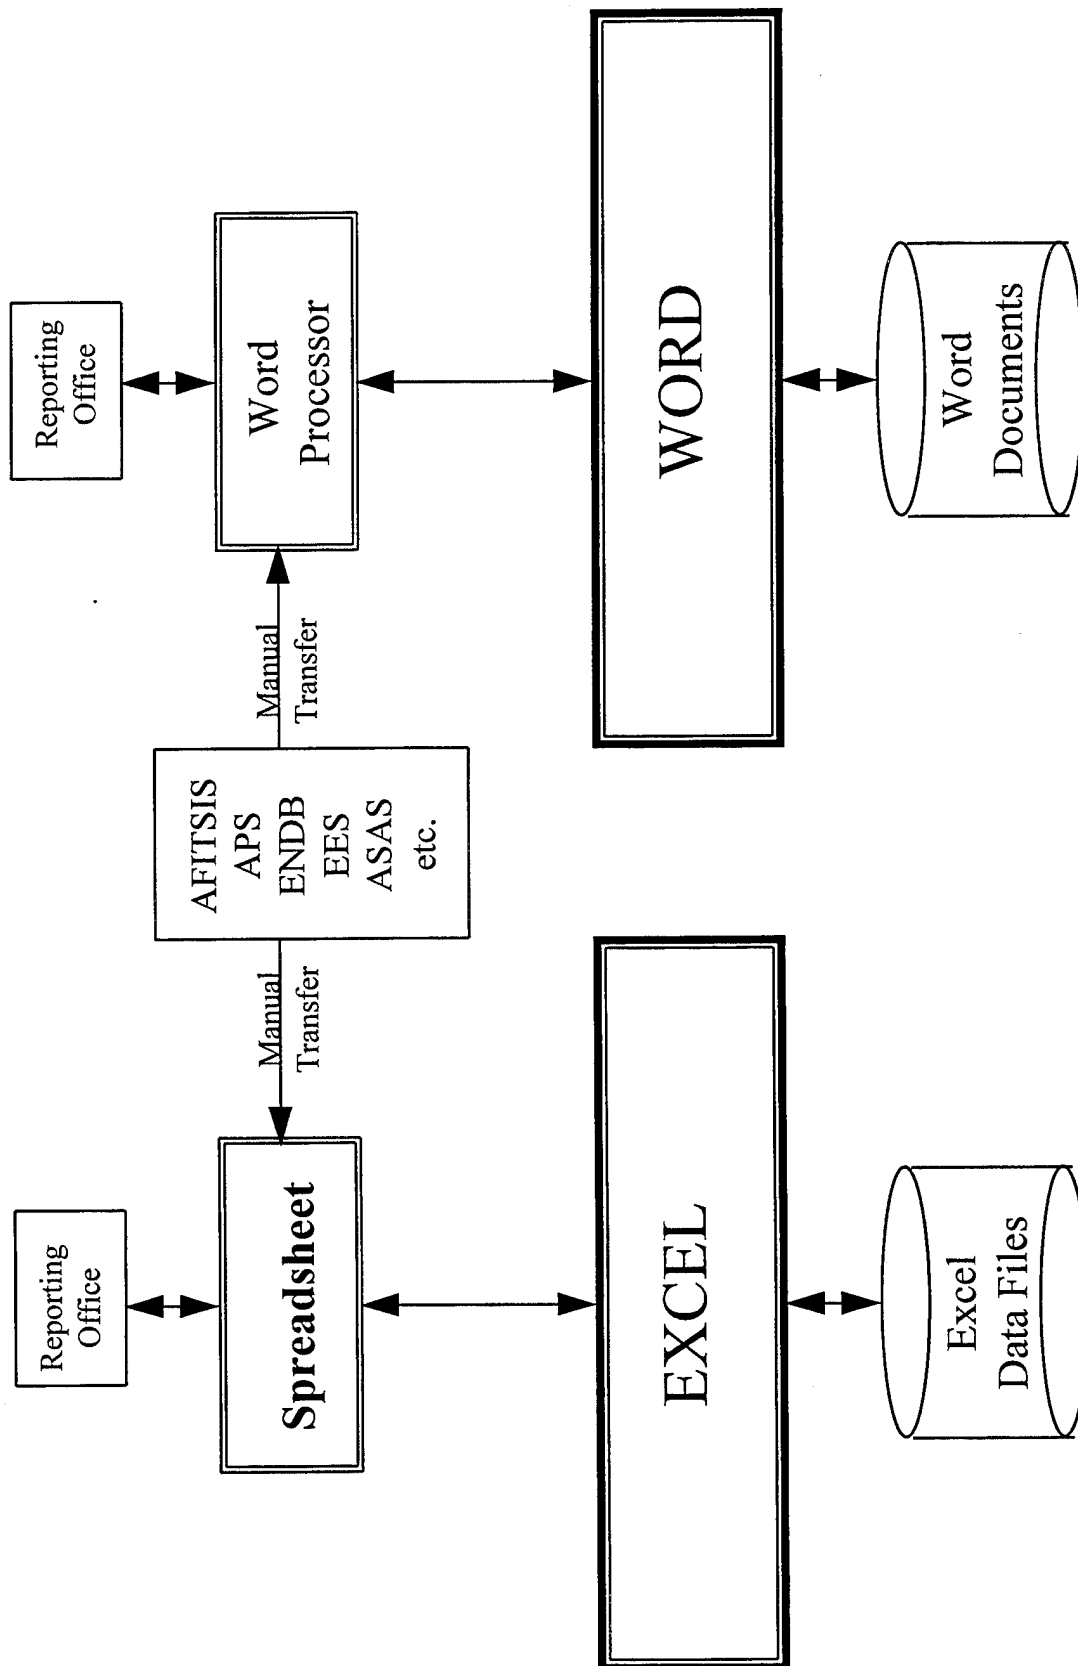 Reporting
Office
Reporting
Office
Spreadsheet
Manual
Transfer
AFITSIS
APS
ENDB
EES
ASAS
etc.
Manual
Transfer
Word
Processor
EXCEL
WORD
Excel
Data Files
Word
Documents